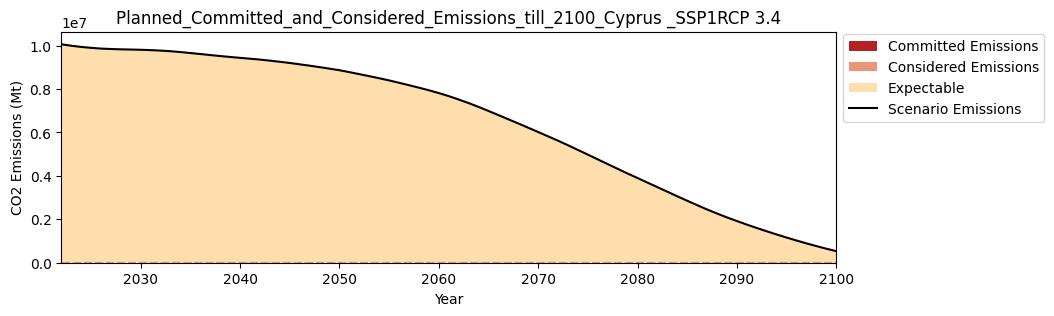 Planned_Committed_and_Considered_Emissions_till_2100_Cyprus _SSP1RCP 3.4
1e7
1.0
0.8
0.6
0.4
0.2
0.0
CO2 Emissions (Mt)
2030 2040 2050 2060 2070 2080 2090 2100
Year
Committed Emissions
Considered Emissions
Expectable
Scenario Emissions